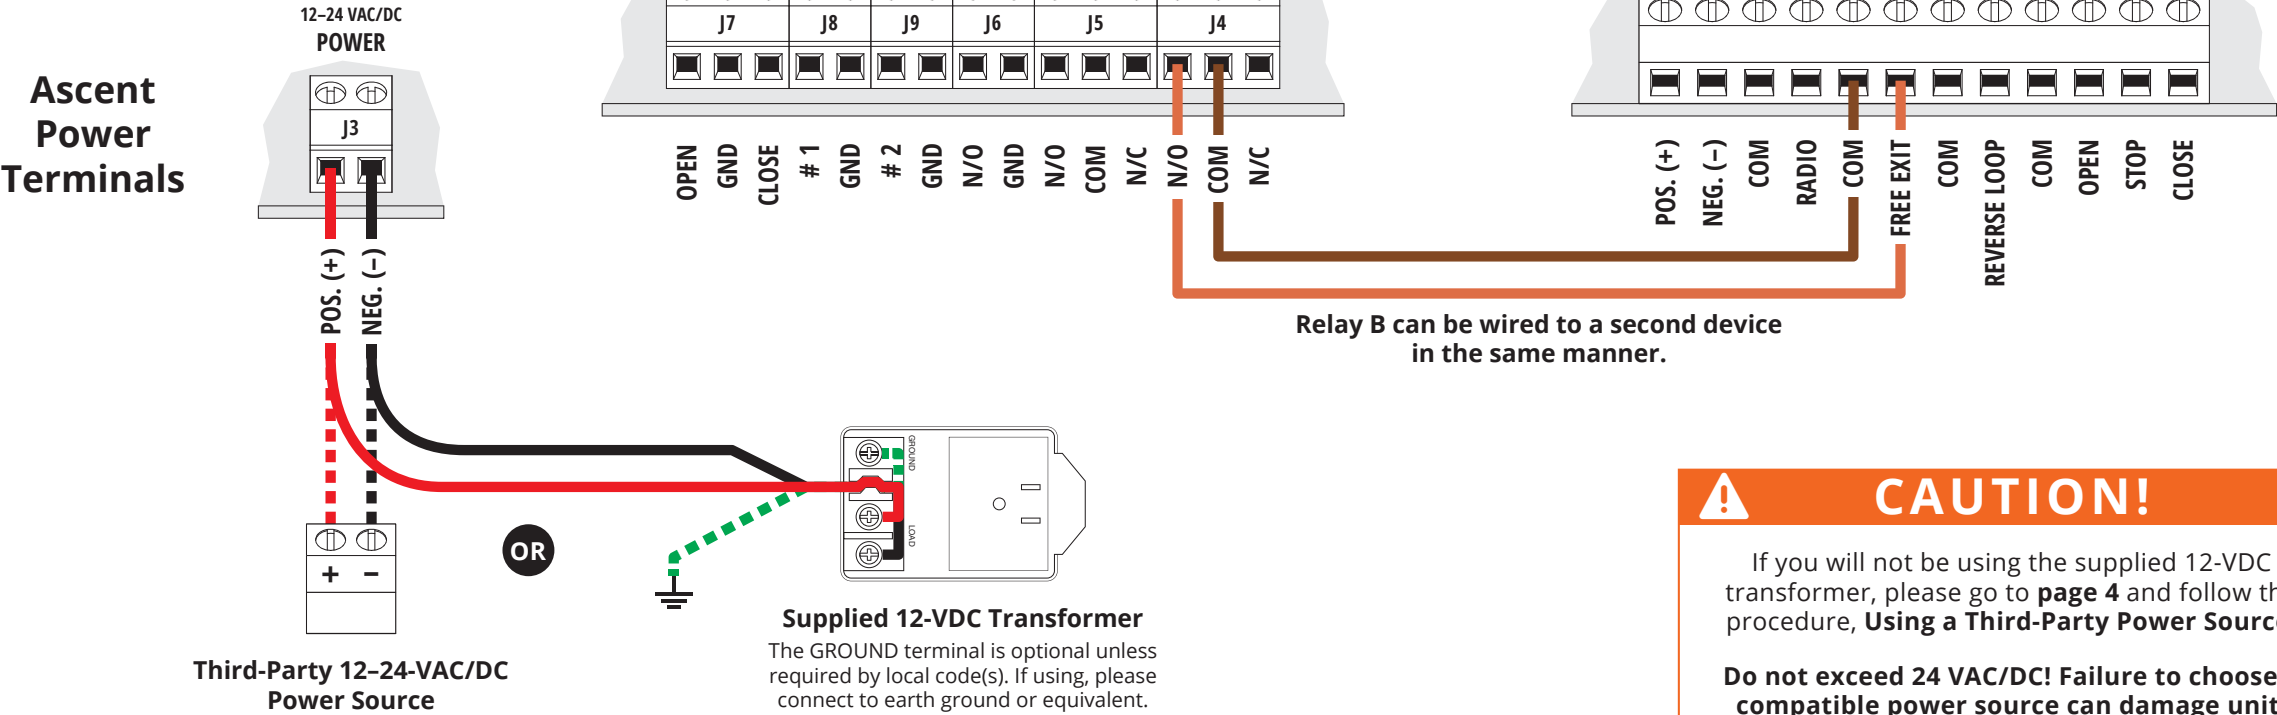 12–24 VAC/DC
POWER
Ascent
Power
Terminals
J3
POS. (+)
NEG. (–)
J7
J8
J9
J6
J5
J4
OPEN
GND
CLOSE
# 1
GND
# 2
GND
N/O
GND
N/O
COM
N/C
N/O
COM
N/C
POS. (+)
NEG. (–)
COM
RADIO
COM
FREE EXIT
COM
REVERSE LOOP
COM
OPEN
STOP
CLOSE
Relay B can be wired to a second device
in the same manner.
+ –
Third-Party 12–24-VAC/DC
Power Source
OR
GROUND
LOAD
Supplied 12-VDC Transformer
The GROUND terminal is optional unless
required by local code(s). If using, please
connect to earth ground or equivalent.
CAUTION!
If you will not be using the supplied 12-VDC
transformer, please go to page 4 and follow th
procedure, Using a Third-Party Power Source
Do not exceed 24 VAC/DC! Failure to choose
compatible power source can damage unit